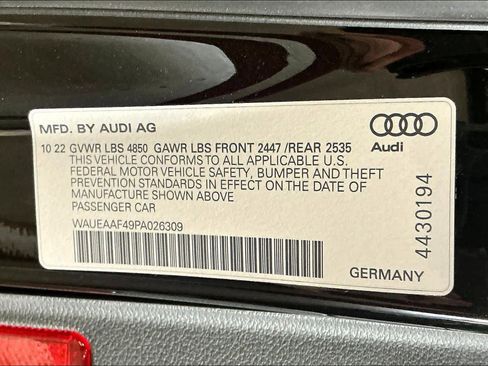 MFD. BY AUDI AG
10 22 GVWR LBS 4850 GAWR LBS FRONT 2447 /REAR 2535
THIS VEHICLE CONFORMS TO ALL APPLICABLE U.S.
FEDERAL MOTOR VEHICLE SAFETY, BUMPER AND THEFT
PREVENTION STANDARDS IN EFFECT ON THE DATE OF
MANUFACTURE SHOWN ABOVE
PASSENGER CAR
WAUEAAF49PA026309
Audi
4430194
GERMANY